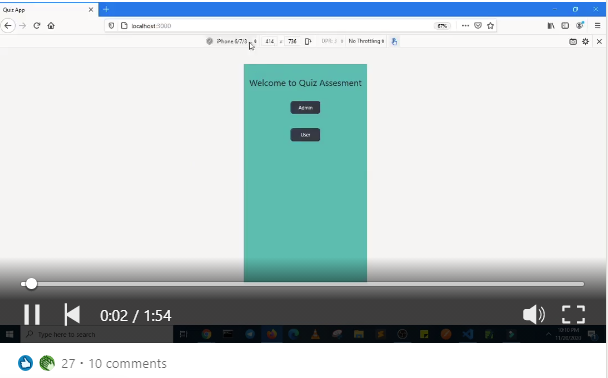 Quiz App
localhost:3000
67%
iPhone 6/7/8
414 x 736
DPR: 3
No Throttling
Welcome to Quiz Assesment
Admin
User
0:02 / 1:54
Type here to search
27 · 10 comments